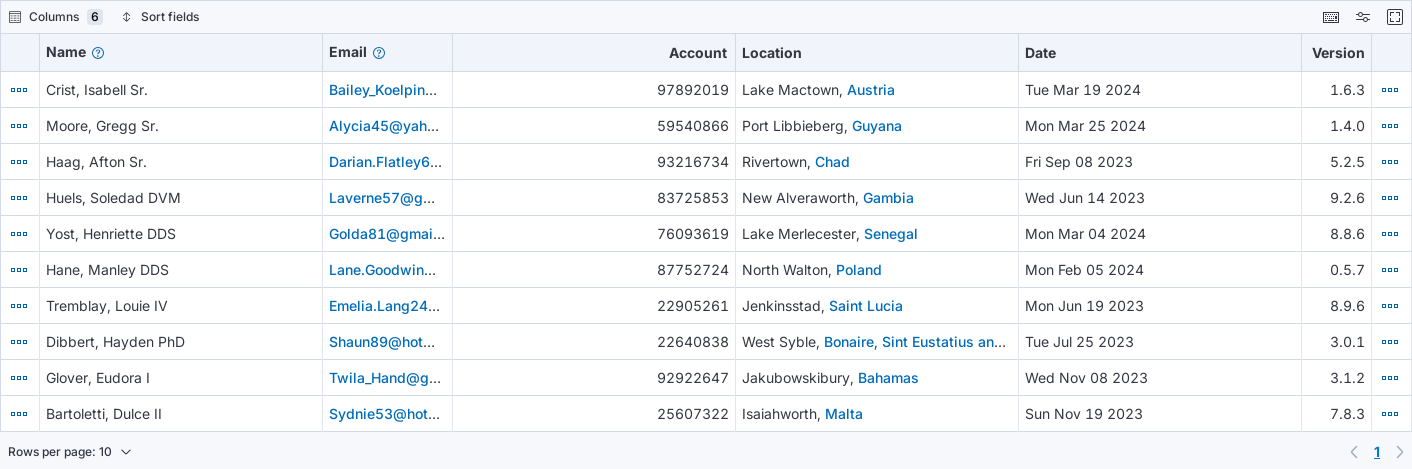 Columns 6 Sort fields
Name Email Account Location Date Version
Crist, Isabell Sr. Bailey_Koelpin... 97892019 Lake Mactown, Austria Tue Mar 19 2024 1.6.3
Moore, Gregg Sr. Alycia45@yah... 59540866 Port Libbieberg, Guyana Mon Mar 25 2024 1.4.0
Haag, Afton Sr. Darian.Flatley6... 93216734 Rivertown, Chad Fri Sep 08 2023 5.2.5
Huels, Soledad DVM Laverne57@g... 83725853 New Alveraworth, Gambia Wed Jun 14 2023 9.2.6
Yost, Henriette DDS Golda81@gmai... 76093619 Lake Merlecester, Senegal Mon Mar 04 2024 8.8.6
Hane, Manley DDS Lane.Goodwin... 87752724 North Walton, Poland Mon Feb 05 2024 0.5.7
Tremblay, Louie IV Emelia.Lang24... 22905261 Jenkinsstad, Saint Lucia Mon Jun 19 2023 8.9.6
Dibbert, Hayden PhD Shaun89@hot... 22640838 West Syble, Bonaire, Sint Eustatius an... Tue Jul 25 2023 3.0.1
Glover, Eudora I Twila_Hand@g... 92922647 Jakubowskibury, Bahamas Wed Nov 08 2023 3.1.2
Bartoletti, Dulce II Sydnie53@hot... 25607322 Isaiahworth, Malta Sun Nov 19 2023 7.8.3
Rows per page: 10 1